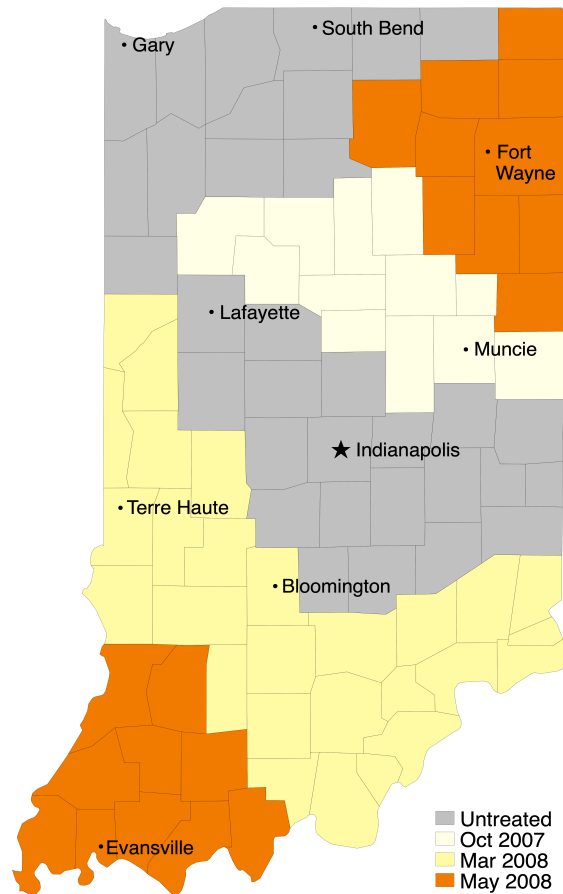 South Bend
Gary
Fort
Wayne
Lafayette
Muncie
Indianapolis
Terre Haute
Bloomington
Evansville
Untreated
Oct 2007
Mar 2008
May 2008